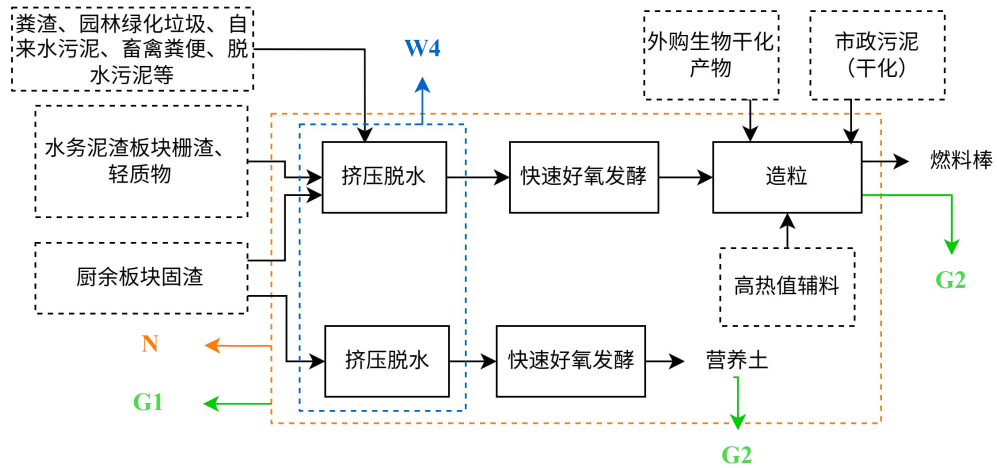 粪渣、园林绿化垃圾、自
来水污泥、畜禽粪便、脱
水污泥等
W4
外购生物干化
产物
市政污泥
（干化）
水务泥渣板块栅渣、
轻质物
挤压脱水
快速好氧发酵
造粒
燃料棒
厨余板块固渣
高热值辅料
G2
N
挤压脱水
快速好氧发酵
营养土
G1
G2